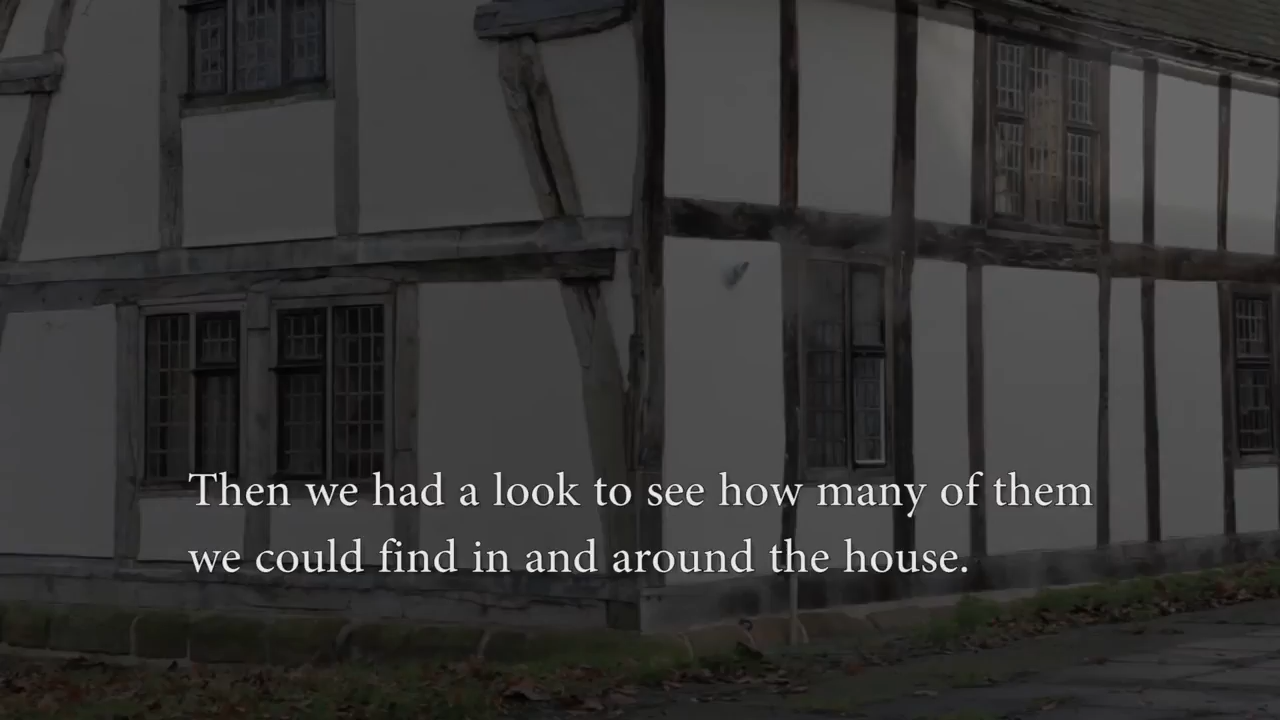 Then we had a look to see how many of them
we could find in and around the house.